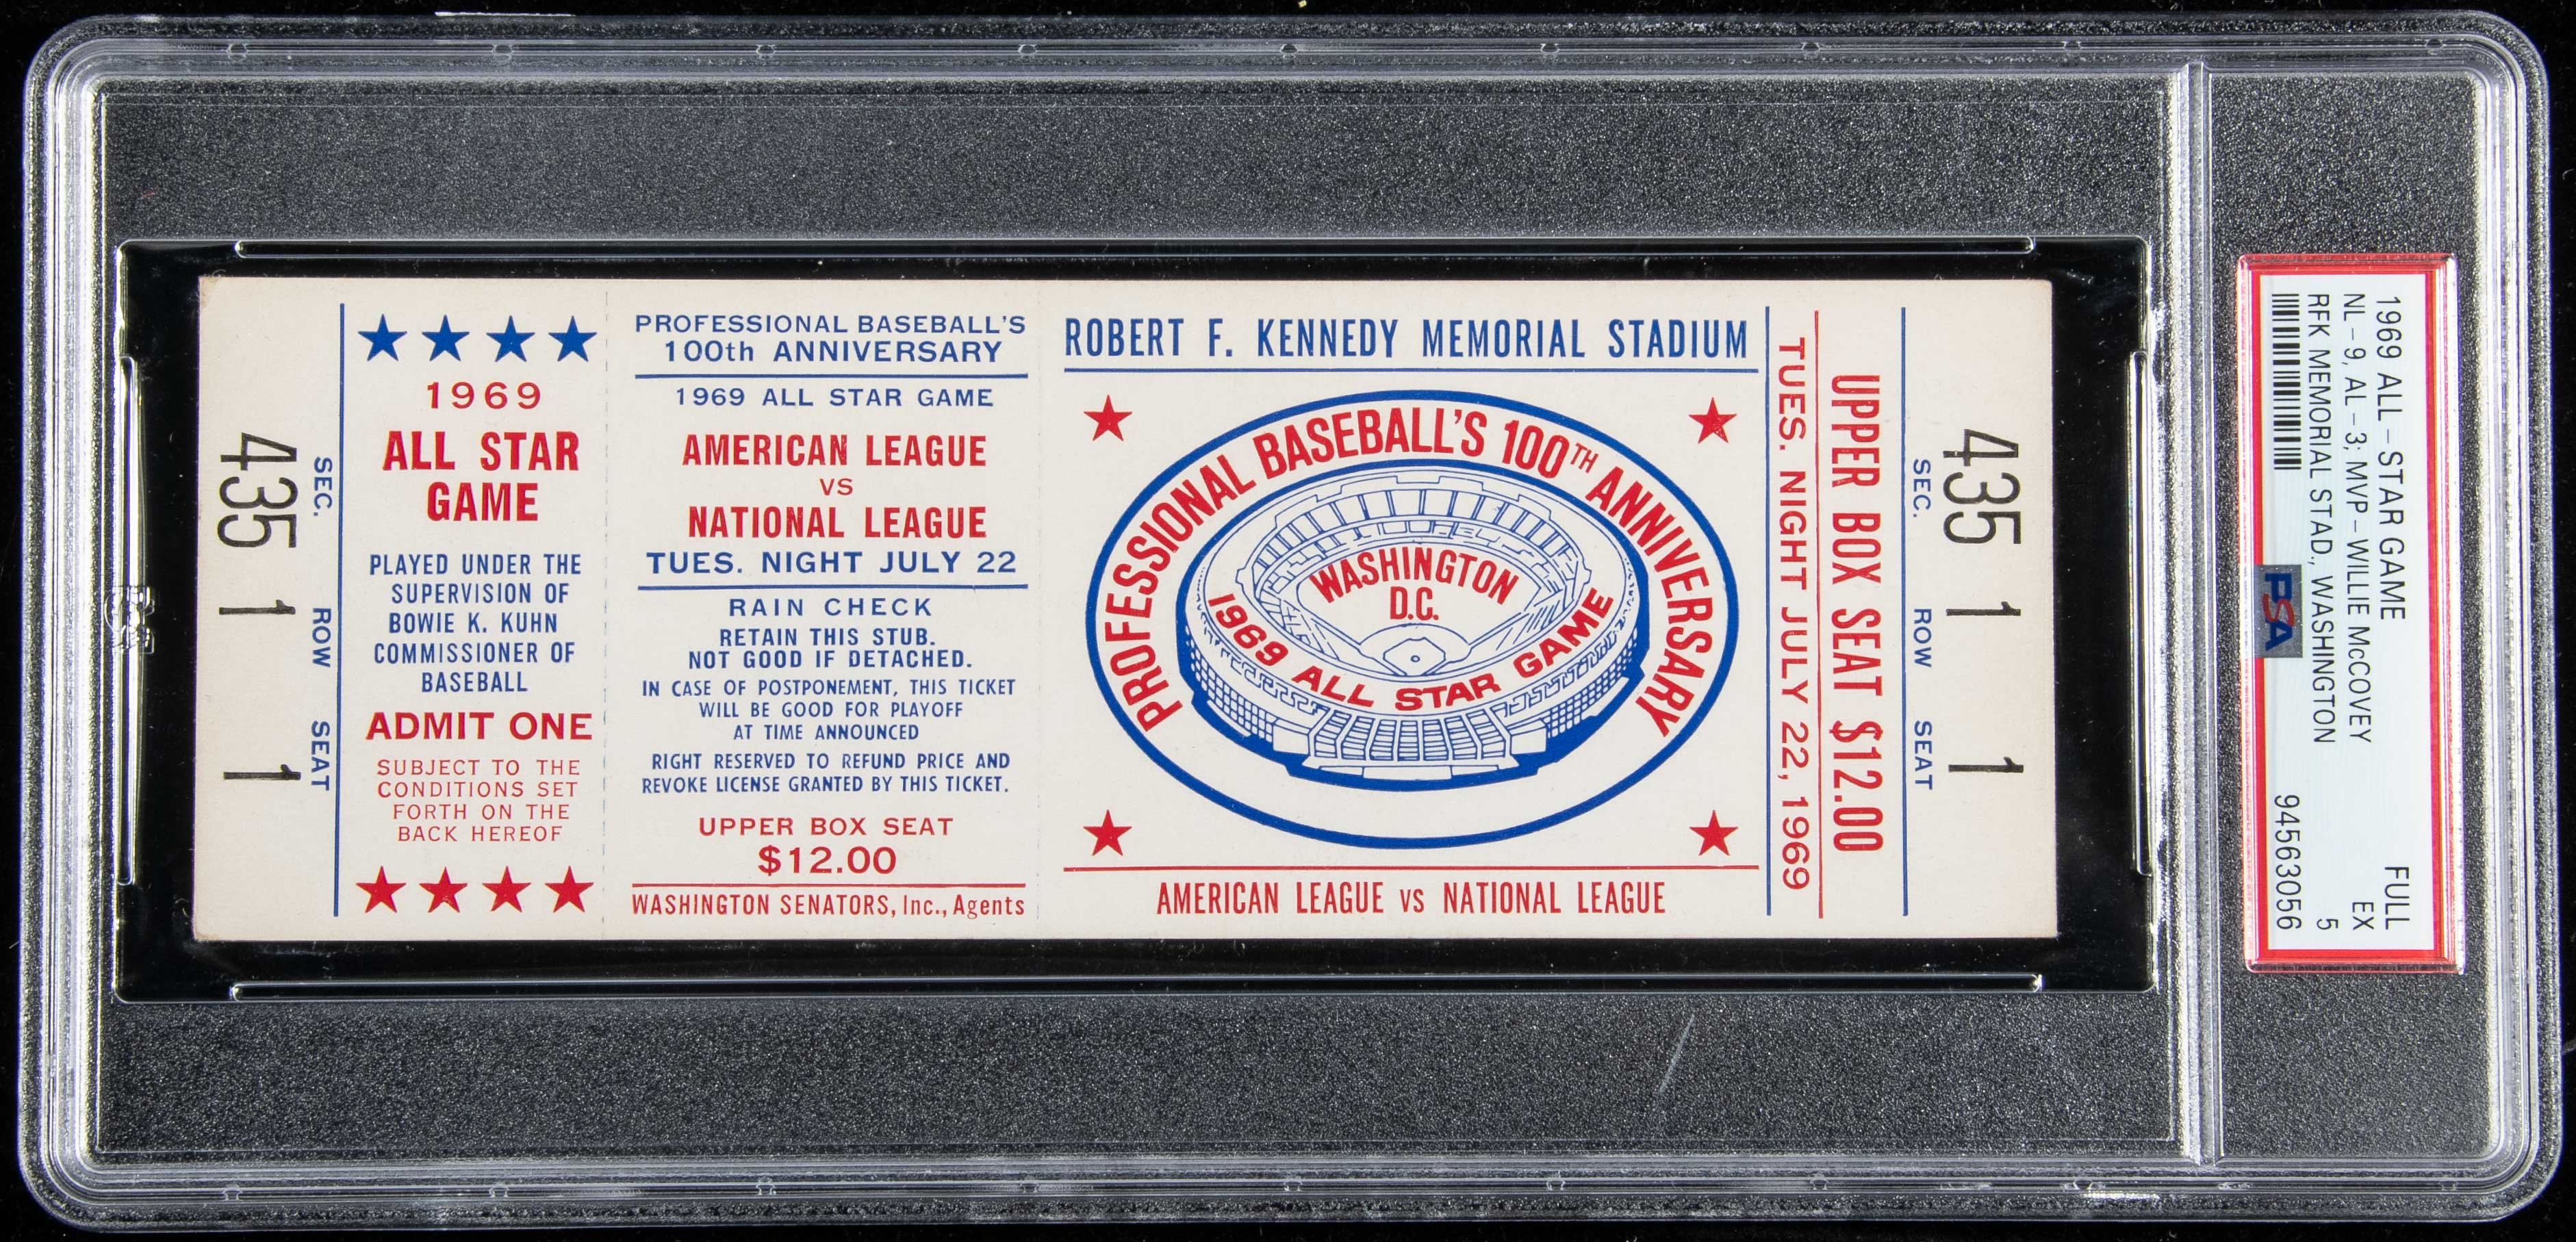 435 1 1
SEC. ROW SEAT
1969
ALL STAR
GAME
PLAYED UNDER THE
SUPERVISION OF
BOWIE K. KUHN
COMMISSIONER OF
BASEBALL
ADMIT ONE
SUBJECT TO THE
CONDITIONS SET
FORTH ON THE
BACK HEREOF
PROFESSIONAL BASEBALL'S
100th ANNIVERSARY
1969 ALL STAR GAME
AMERICAN LEAGUE
VS
NATIONAL LEAGUE
TUES. NIGHT JULY 22
RAIN CHECK
RETAIN THIS STUB.
NOT GOOD IF DETACHED.
IN CASE OF POSTPONEMENT, THIS TICKET
WILL BE GOOD FOR PLAYOFF
AT TIME ANNOUNCED
RIGHT RESERVED TO REFUND PRICE AND
REVOKE LICENSE GRANTED BY THIS TICKET.
UPPER BOX SEAT
$12.00
WASHINGTON SENATORS, Inc., Agents
ROBERT F. KENNEDY MEMORIAL STADIUM
PROFESSIONAL BASEBALL'S 100TH ANNIVERSARY
WASHINGTON
D.C.
1969 ALL STAR GAME
AMERICAN LEAGUE VS NATIONAL LEAGUE
TUES. NIGHT JULY 22, 1969
UPPER BOX SEAT $12.00
SEC. ROW SEAT
435 1 1
1969 ALL-STAR GAME FULL
NL-9, AL-3; MVP-WILLIE McCOVEY EX
RFK MEMORIAL STAD., WASHINGTON 5
PSA
94563056